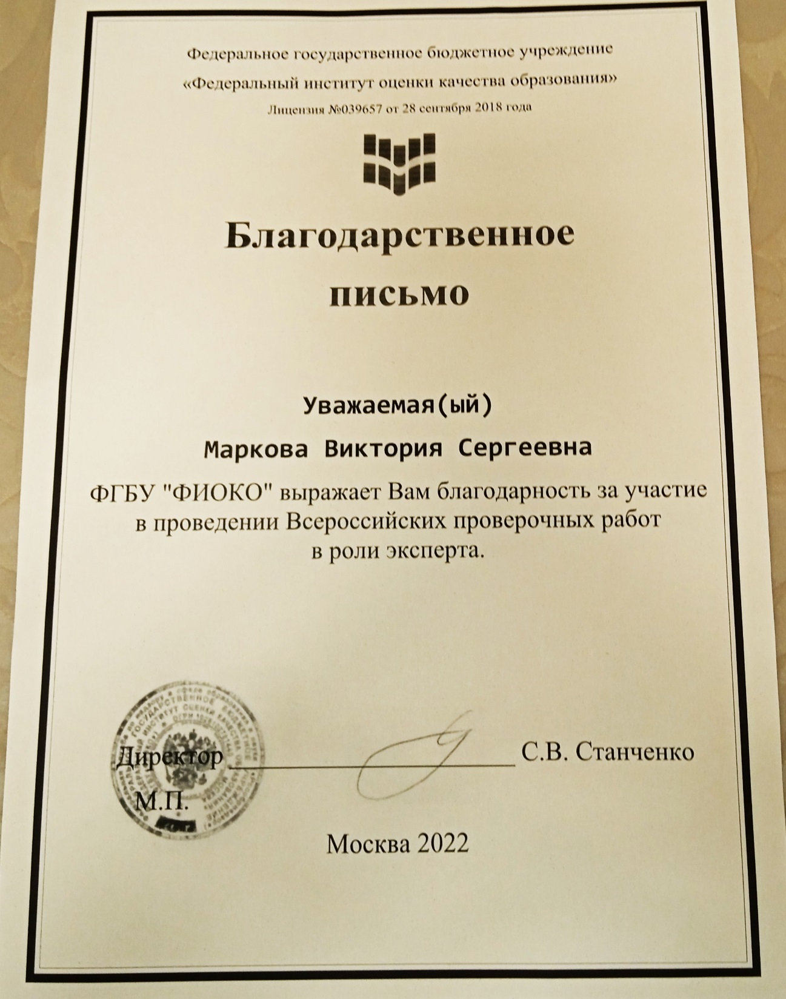 Федеральное государственное бюджетное учреждение
«Федеральный институт оценки качества образования»
Лицензия №039657 от 28 сентября 2018 года
Благодарственное
письмо
Уважаемая(ый)
Маркова Виктория Сергеевна
ФГБУ "ФИОКО" выражает Вам благодарность за участие
в проведении Всероссийских проверочных работ
в роли эксперта.
Директор С.В. Станченко
М.П.
Москва 2022